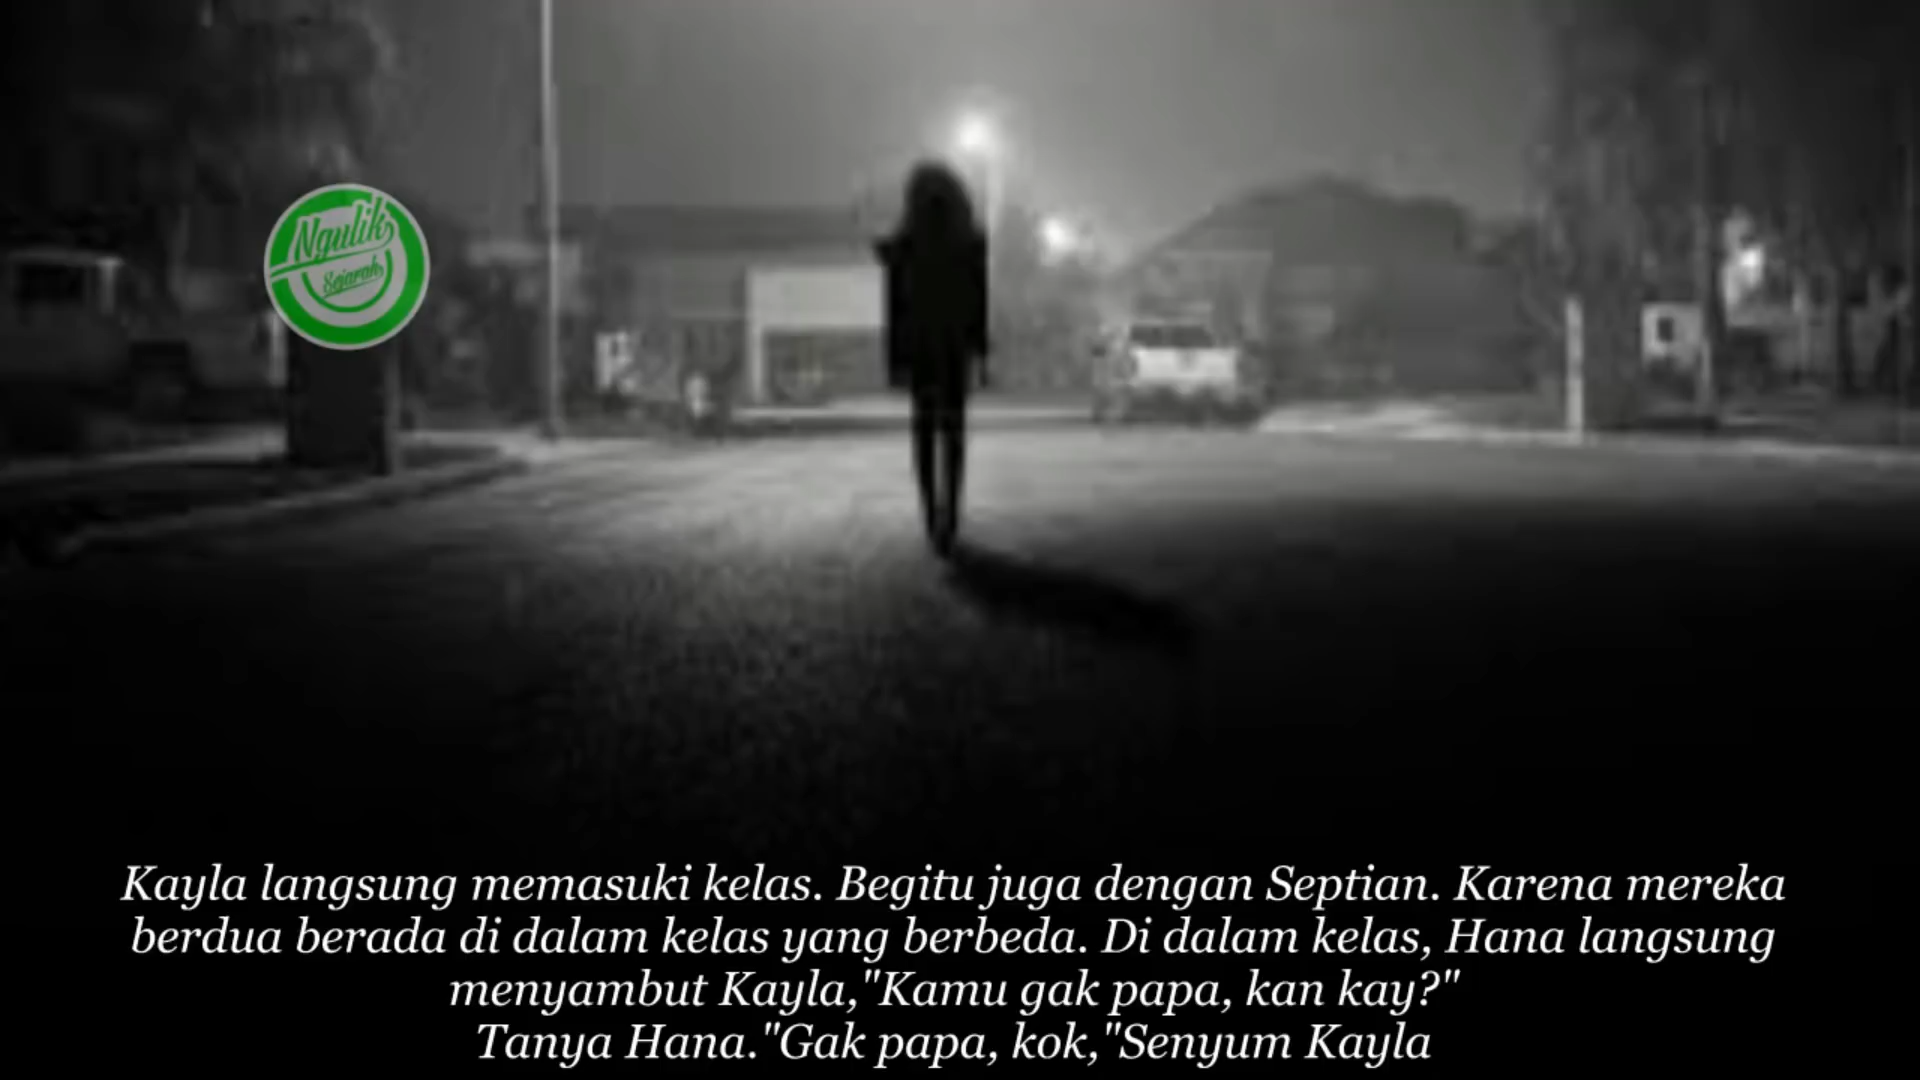 Ngulik
Sejarah
Kayla langsung memasuki kelas. Begitu juga dengan Septian. Karena mereka
berdua berada di dalam kelas yang berbeda. Di dalam kelas, Hana langsung
menyambut Kayla,"Kamu gak papa, kan kay?"
Tanya Hana."Gak papa, kok,"Senyum Kayla